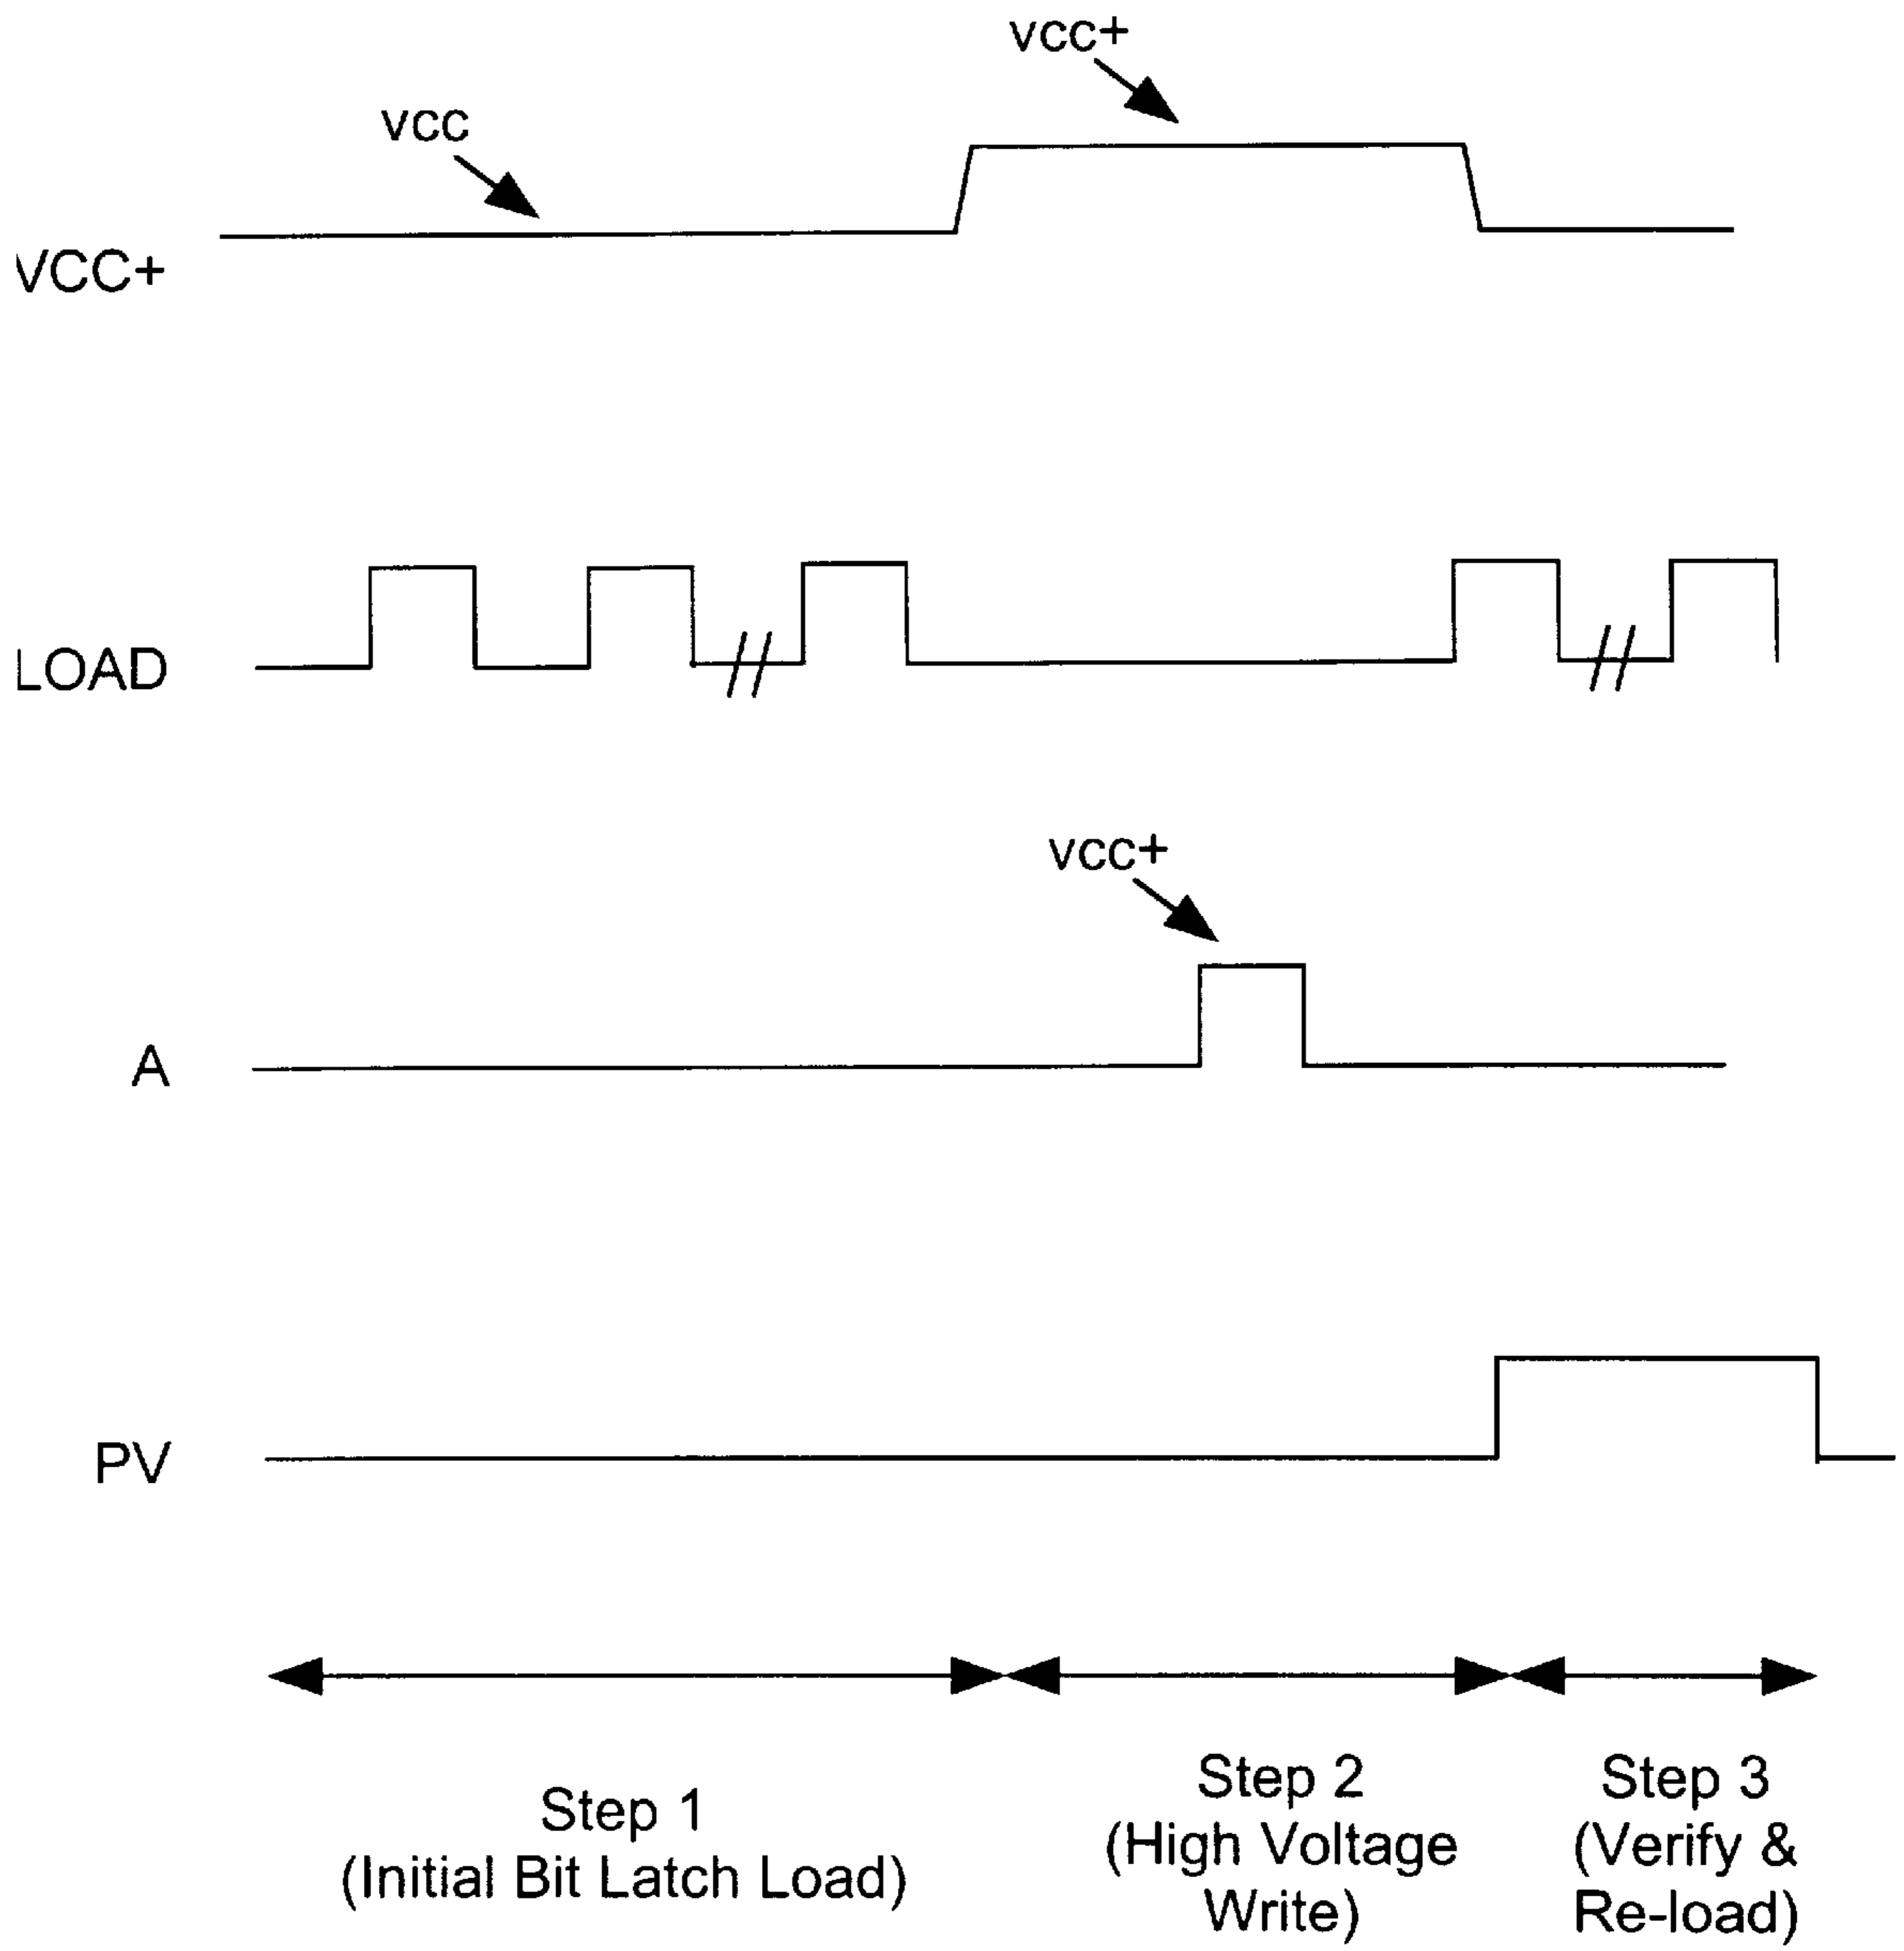 vcc+
vcc
VCC+
LOAD
vcc+
A
PV
Step 1
(Initial Bit Latch Load)
Step 2
(High Voltage
Write)
Step 3
(Verify &
Re-load)